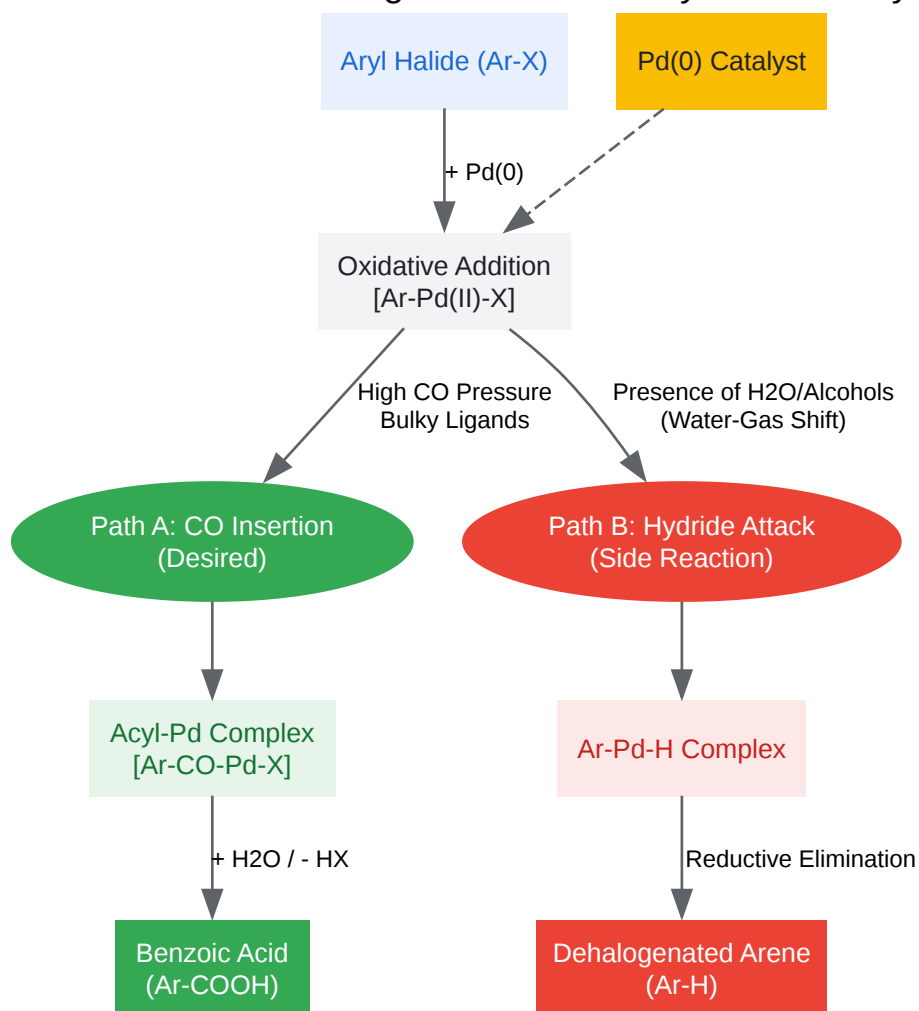 Aryl Halide (Ar-X)
Pd(0) Catalyst
+ Pd(0)
Oxidative Addition
[Ar-Pd(II)-X]
High CO Pressure
Bulky Ligands
Presence of H2O/Alcohols
(Water-Gas Shift)
Path A: CO Insertion
(Desired)
Path B: Hydride Attack
(Side Reaction)
Acyl-Pd Complex
[Ar-CO-Pd-X]
Ar-Pd-H Complex
+ H2O / - HX
Reductive Elimination
Benzoic Acid
(Ar-COOH)
Dehalogenated Arene
(Ar-H)